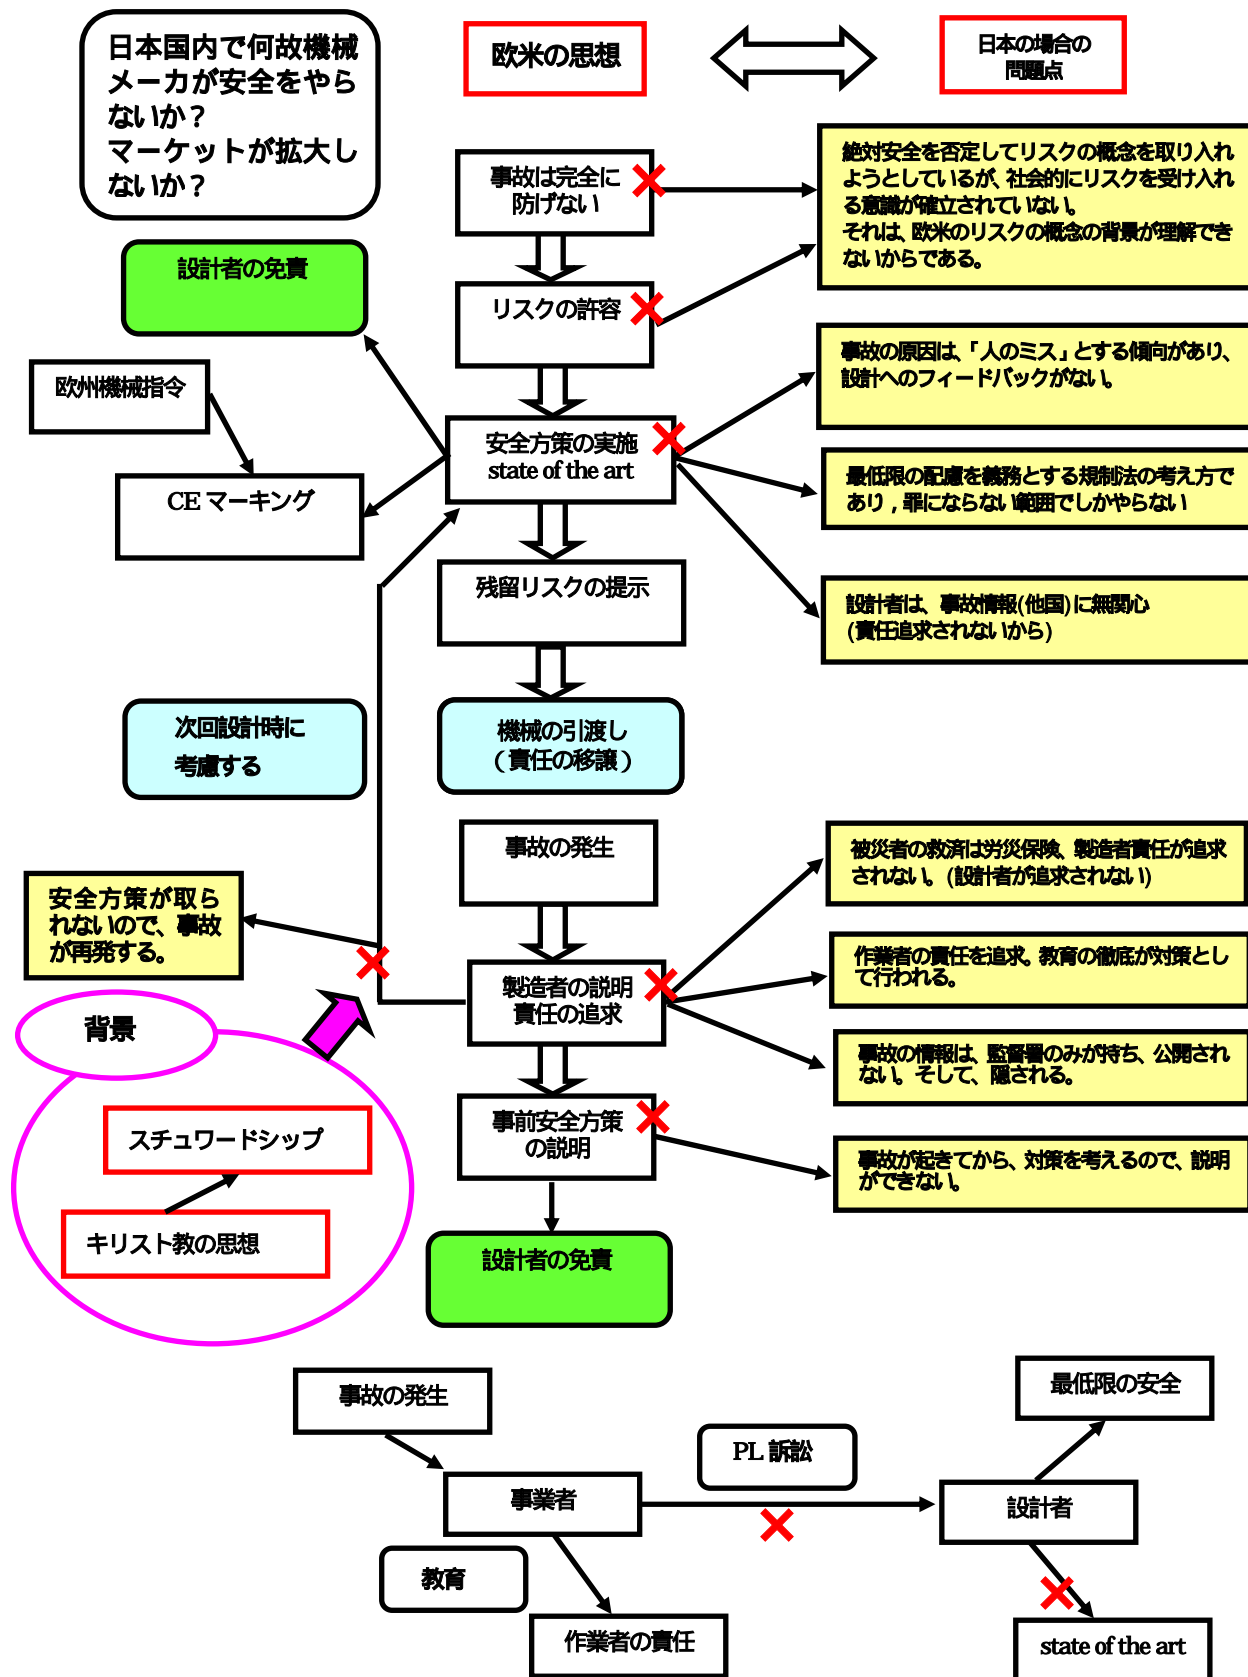 日本国内で何故機械
メーカが安全をやら
ないか？
マーケットが拡大し
ないか？
欧米の思想
日本の場合の
問題点
事故は完全に
防げない
絶対安全を否定してリスクの概念を取り入れ
ようとしているが、社会的にリスクを受け入れ
る意識が確立されていない。
それは、欧米のリスクの概念の背景が理解でき
ないからである。
設計者の免責
リスクの許容
事故の原因は、「人のミス」とする傾向があり、
設計へのフィードバックがない。
欧州機械指令
安全方策の実施
state of the art
最低限の配慮を義務とする規制法の考え方で
あり，罪にならない範囲でしかやらない
CE マーキング
残留リスクの提示
設計者は、事故情報(他国)に無関心
(責任追求されないから)
次回設計時に
考慮する
機械の引渡し
（責任の移譲）
事故の発生
被災者の救済は労災保険、製造者責任が追求
されない。(設計者が追求されない)
安全方策が取ら
れないので、事故
が再発する。
製造者の説明
責任の追求
作業者の責任を追求。教育の徹底が対策とし
て行われる。
背景
事故の情報は、監督署のみが持ち、公開され
ない。そして、隠される。
スチュワードシップ
事前安全方策
の説明
事故が起きてから、対策を考えるので、説明
ができない。
キリスト教の思想
設計者の免責
事故の発生
最低限の安全
PL 訴訟
事業者
設計者
教育
作業者の責任
state of the art